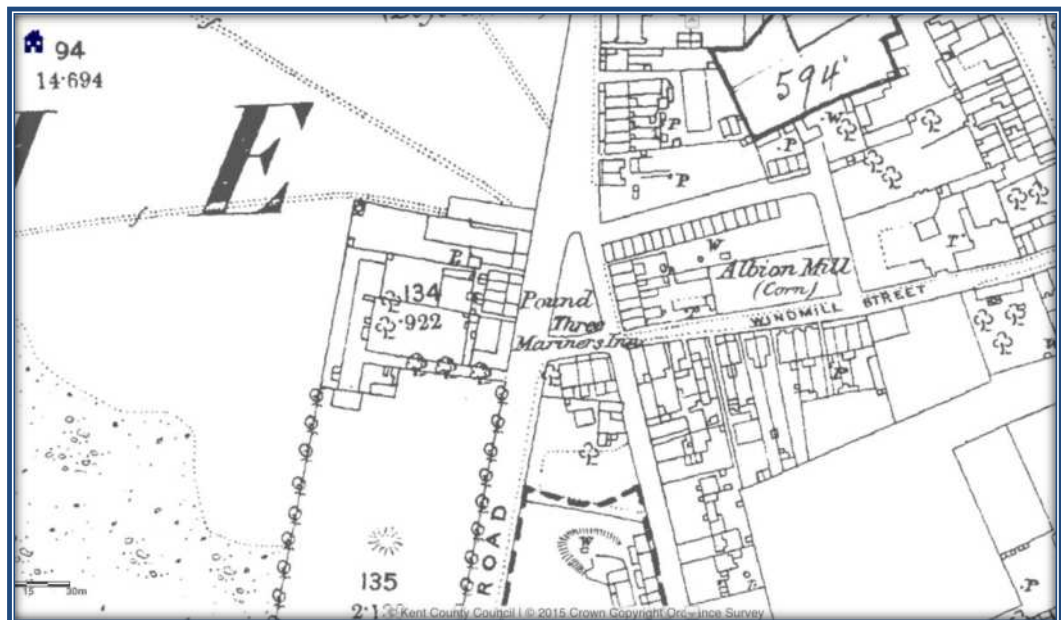 94
14·694
594'
I E
f
f
P
W
P
P
P
W
134
·922
Pound
Albion Mill
(Corn)
T
Three
Mariners Inn
WINDMILL STREET
P
ROAD
W
135
15 30m
P
© Kent County Council | © 2015 Crown Copyright Ordnance Survey